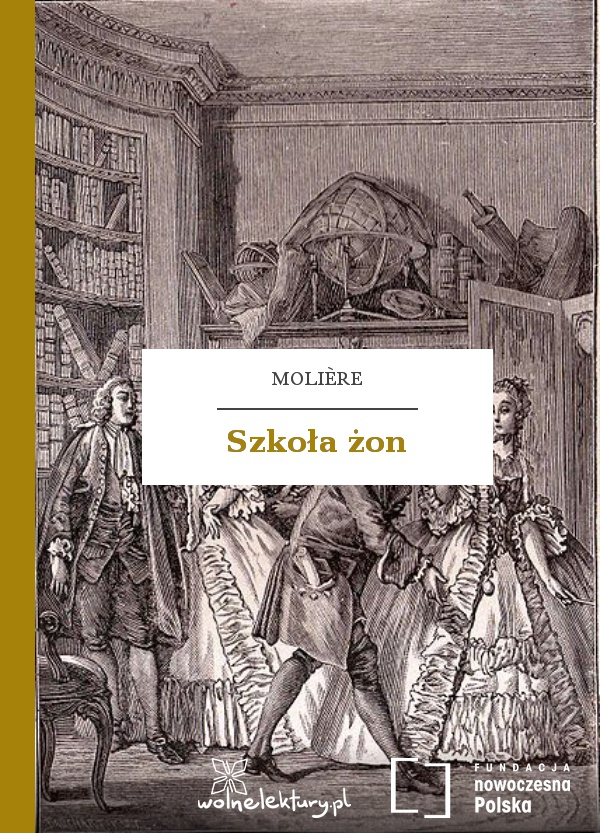 MOLIÈRE
Szkoła żon
wolnelektury.pl
FUNDACJA
nowoczesna
Polska